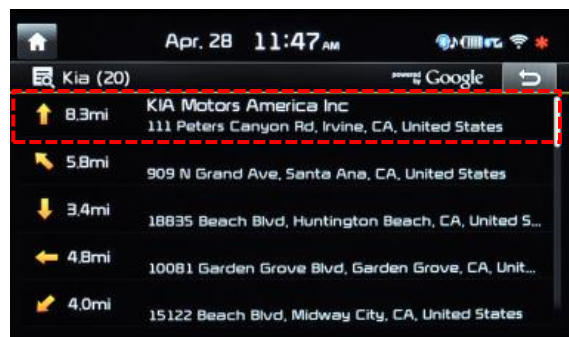 Apr. 28 11:47 AM
Kia (20)
powered by Google
8.3mi
KIA Motors America Inc
111 Peters Canyon Rd, Irvine, CA, United States
5.8mi
909 N Grand Ave, Santa Ana, CA, United States
3.4mi
18835 Beach Blvd, Huntington Beach, CA, United S...
4.8mi
10081 Garden Grove Blvd, Garden Grove, CA, Unit...
4.0mi
15122 Beach Blvd, Midway City, CA, United States